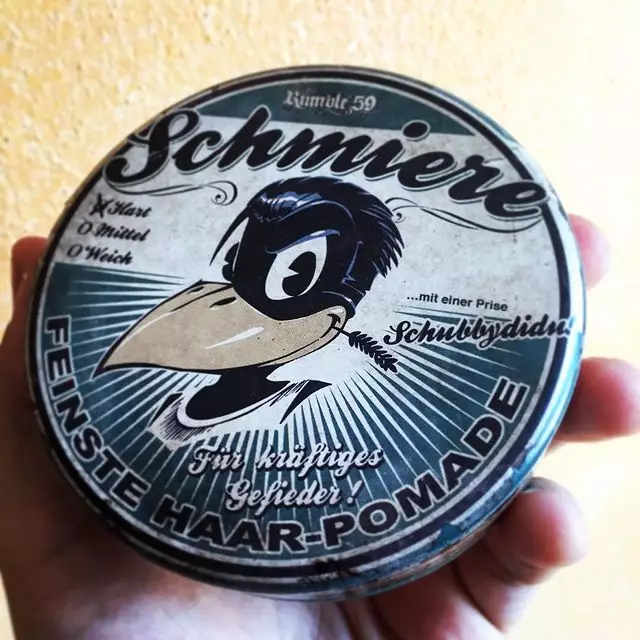 Rumble 59
Schmiere
Hart
Mittel
Weich
...mit einer Prise
Schubbydidu!
Für kräftiges
Gefieder!
FEINSTE HAAR-POMADE